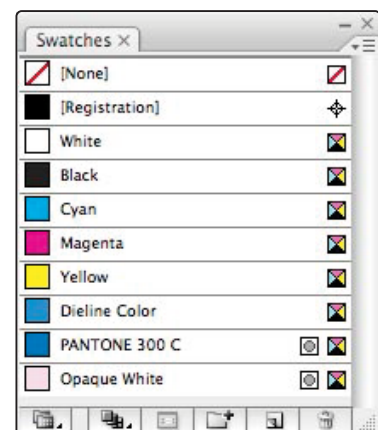 Swatches ×
[None]
[Registration]
White
Black
Cyan
Magenta
Yellow
Dieline Color
PANTONE 300 C
Opaque White